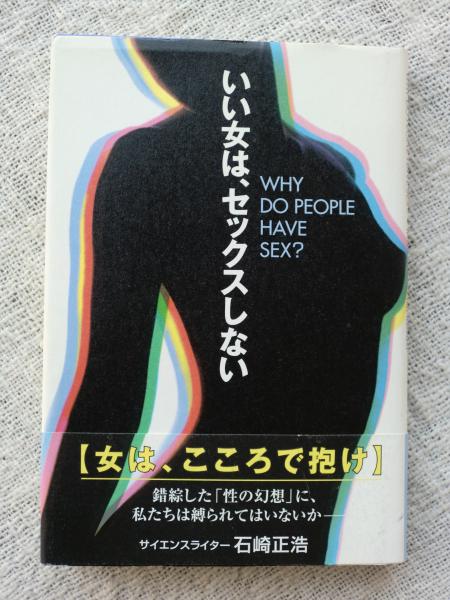 いい女は、セックスしない
WHY
DO PEOPLE
HAVE
SEX?
【女は、こころで抱け】
錯綜した「性の幻想」に、
私たちは縛られてはいないか――
サイエンスライター 石崎正浩